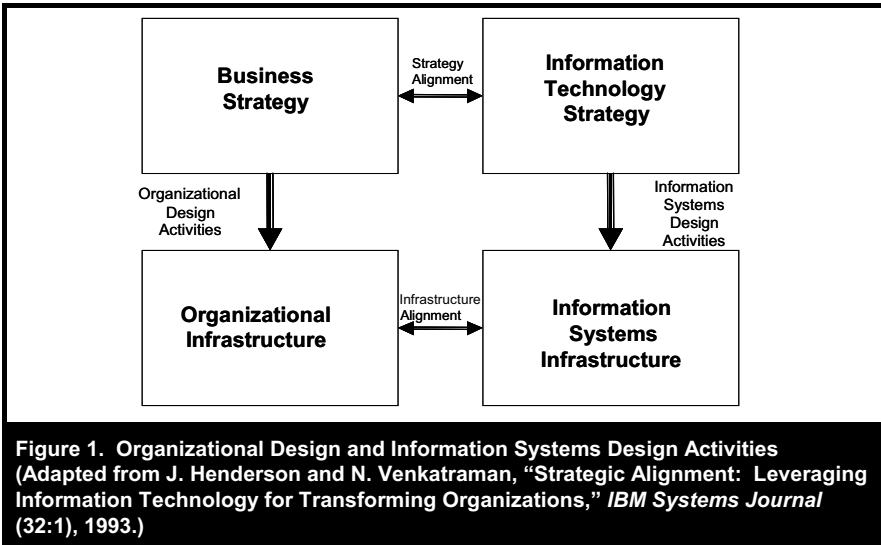 Business
Strategy
Strategy
Alignment
Information
Technology
Strategy
Organizational
Design
Activities
Information
Systems
Design
Activities
Organizational
Infrastructure
Infrastructure
Alignment
Information
Systems
Infrastructure
Figure 1. Organizational Design and Information Systems Design Activities
(Adapted from J. Henderson and N. Venkatraman, “Strategic Alignment: Leveraging
Information Technology for Transforming Organizations,” IBM Systems Journal
(32:1), 1993.)